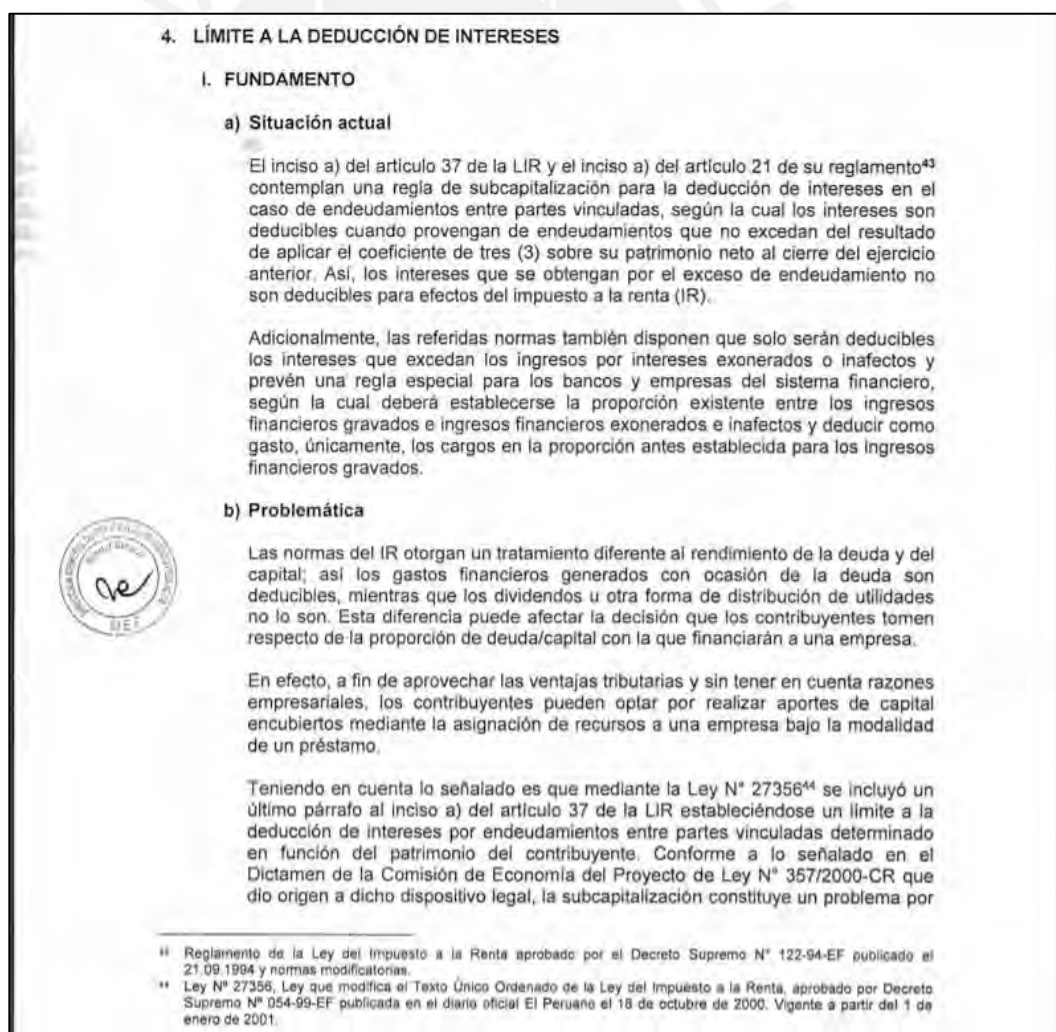 4. LÍMITE A LA DEDUCCIÓN DE INTERESES
I. FUNDAMENTO
a) Situación actual
El inciso a) del artículo 37 de la LIR y el inciso a) del artículo 21 de su reglamento⁴³
contemplan una regla de subcapitalización para la deducción de intereses en el
caso de endeudamientos entre partes vinculadas, según la cual los intereses son
deducibles cuando provengan de endeudamientos que no excedan del resultado
de aplicar el coeficiente de tres (3) sobre su patrimonio neto al cierre del ejercicio
anterior. Así, los intereses que se obtengan por el exceso de endeudamiento no
son deducibles para efectos del impuesto a la renta (IR).
Adicionalmente, las referidas normas también disponen que solo serán deducibles
los intereses que excedan los ingresos por intereses exonerados o inafectos y
prevén una regla especial para los bancos y empresas del sistema financiero,
según la cual deberá establecerse la proporción existente entre los ingresos
financieros gravados e ingresos financieros exonerados e inafectos y deducir como
gasto, únicamente, los cargos en la proporción antes establecida para los ingresos
financieros gravados.
b) Problemática
Las normas del IR otorgan un tratamiento diferente al rendimiento de la deuda y del
capital; así los gastos financieros generados con ocasión de la deuda son
deducibles, mientras que los dividendos u otra forma de distribución de utilidades
no lo son. Esta diferencia puede afectar la decisión que los contribuyentes tomen
respecto de la proporción de deuda/capital con la que financiarán a una empresa.
En efecto, a fin de aprovechar las ventajas tributarias y sin tener en cuenta razones
empresariales, los contribuyentes pueden optar por realizar aportes de capital
encubiertos mediante la asignación de recursos a una empresa bajo la modalidad
de un préstamo.
Teniendo en cuenta lo señalado es que mediante la Ley N° 27356⁴⁴ se incluyó un
último párrafo al inciso a) del artículo 37 de la LIR estableciéndose un límite a la
deducción de intereses por endeudamientos entre partes vinculadas determinado
en función del patrimonio del contribuyente. Conforme a lo señalado en el
Dictamen de la Comisión de Economía del Proyecto de Ley N° 357/2000-CR que
dio origen a dicho dispositivo legal, la subcapitalización constituye un problema por
MEF
Reglamento de la Ley del Impuesto a la Renta aprobado por el Decreto Supremo N° 122-94-EF publicado el
21.09.1994 y normas modificatorias.
⁴⁴ Ley N° 27356, Ley que modifica el Texto Único Ordenado de la Ley del Impuesto a la Renta, aprobado por Decreto
Supremo N° 054-99-EF publicada en el diario oficial El Peruano el 18 de octubre de 2000. Vigente a partir del 1 de
enero de 2001.